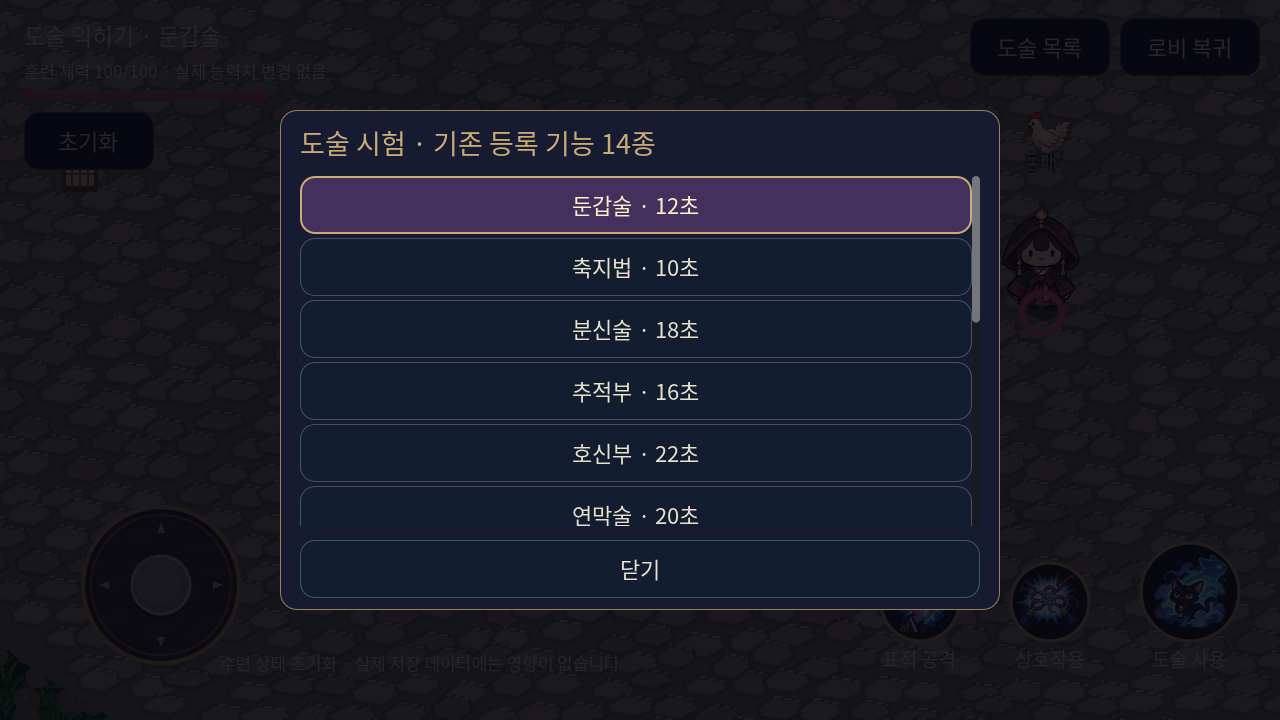 도술 익히기 · 둔갑술
훈련 체력 100/100 · 실제 능력치 변경 없음
초기화
도술 목록
로비 복귀
도술 시험 · 기존 등록 기능 14종
둔갑술 · 12초
축지법 · 10초
분신술 · 18초
추적부 · 16초
호신부 · 22초
연막술 · 20초
닫기
수련 상태 초기화 · 실제 저장 데이터에는 영향이 없습니다
표적 공격
상호작용
도술 사용